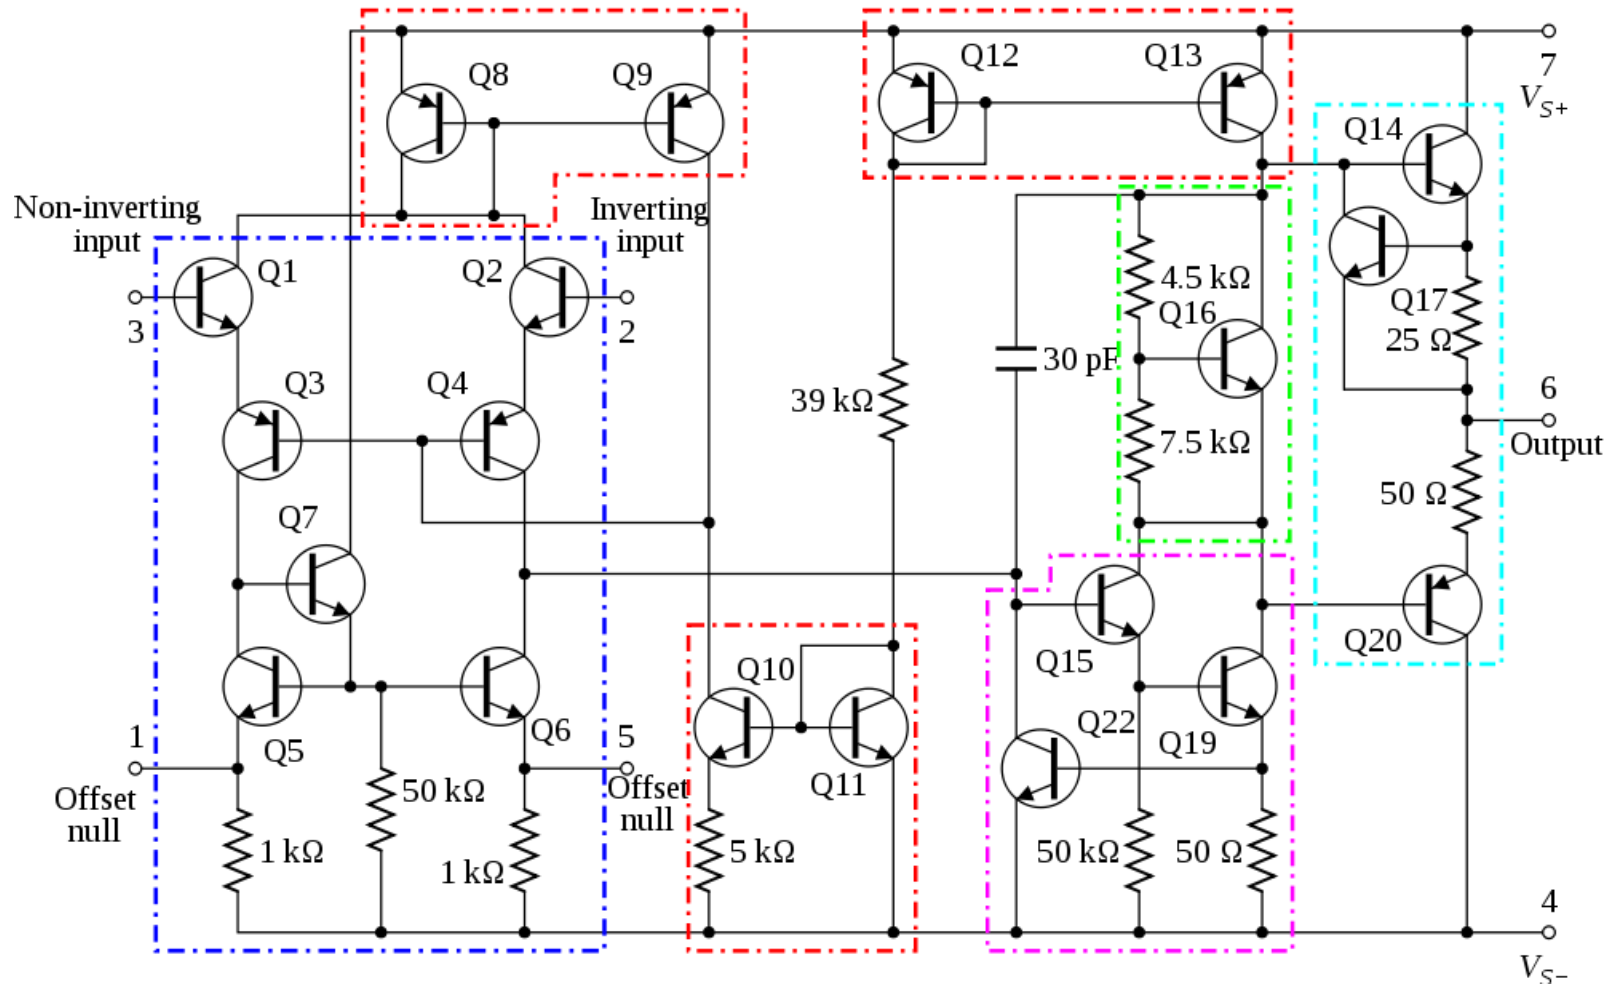 Q12
Q13
Q8
Q9
7
V_S+
Q14
Non-inverting
input
Inverting
input
Q1
Q2
4.5 kΩ
Q17
Q16
3
2
25 Ω
30 pF
Q3
Q4
39 kΩ
6
Output
7.5 kΩ
50 Ω
Q7
Q20
Q15
Q10
Q22
1
Q5
Q6
5
Q19
Q11
Offset
null
50 kΩ
Offset
null
1 kΩ
1 kΩ
5 kΩ
50 kΩ
50 Ω
4
V_S−